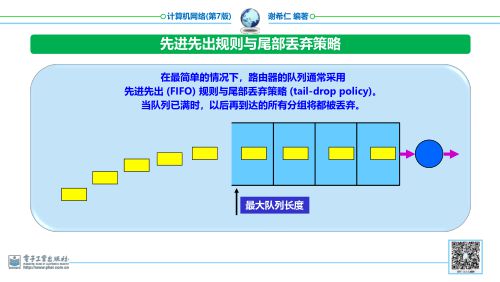 计算机网络(第7版)
谢希仁 编著
先进先出规则与尾部丢弃策略
在最简单的情况下，路由器的队列通常采用
先进先出 (FIFO) 规则与尾部丢弃策略 (tail-drop policy)。
当队列已满时，以后再到达的所有分组将都被丢弃。
最大队列长度
电子工业出版社
http://www.phei.com.cn